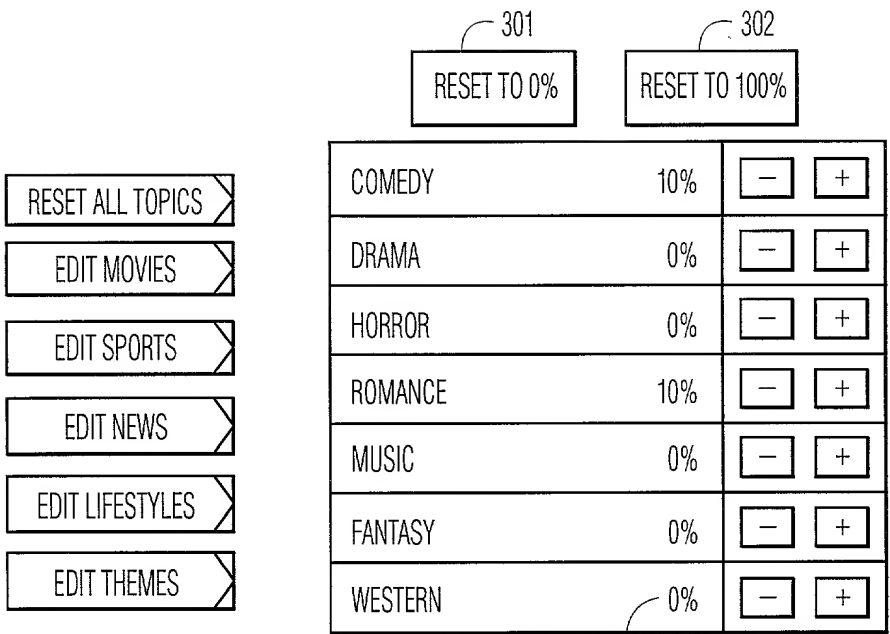 301
302
RESET TO 0%
RESET TO 100%
RESET ALL TOPICS
EDIT MOVIES
EDIT SPORTS
EDIT NEWS
EDIT LIFESTYLES
EDIT THEMES
COMEDY 10% − +
DRAMA 0% − +
HORROR 0% − +
ROMANCE 10% − +
MUSIC 0% − +
FANTASY 0% − +
WESTERN 0% − +